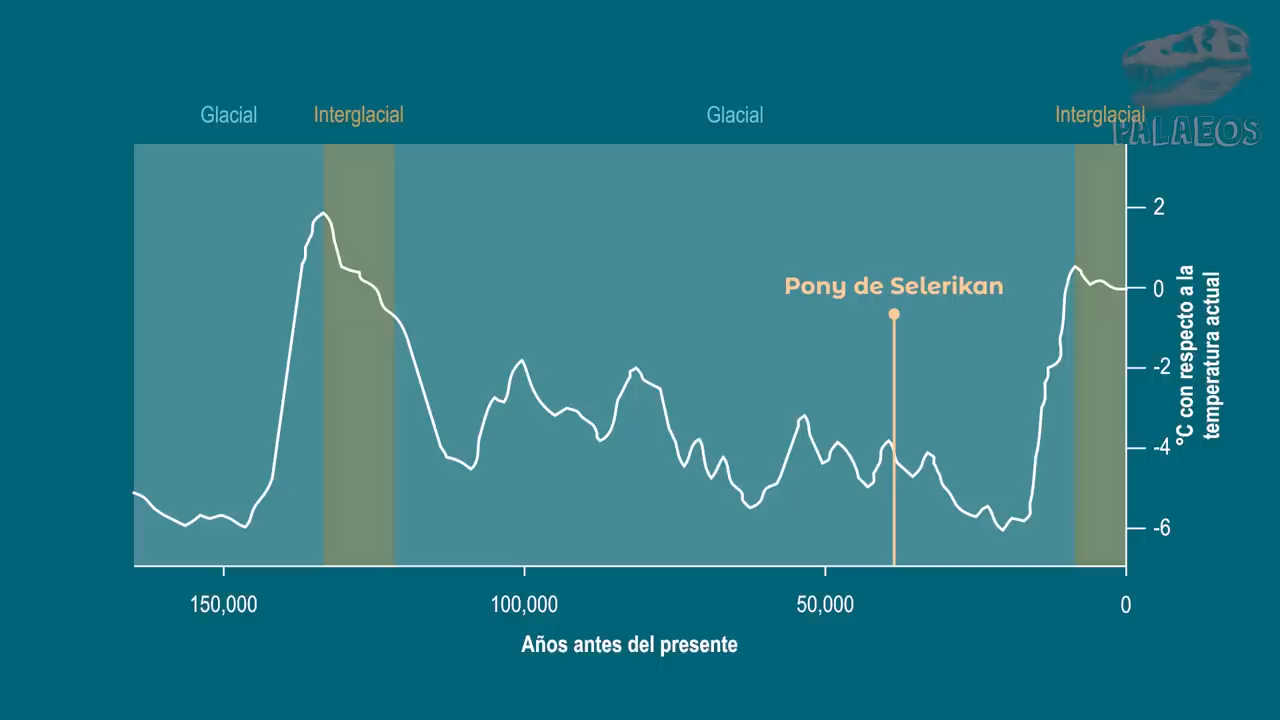 Glacial
Interglacial
Glacial
Interglacial
PALAEOS
Pony de Selerikan
2
0
-2
-4
-6
°C con respecto a la
temperatura actual
150,000
100,000
50,000
0
Años antes del presente